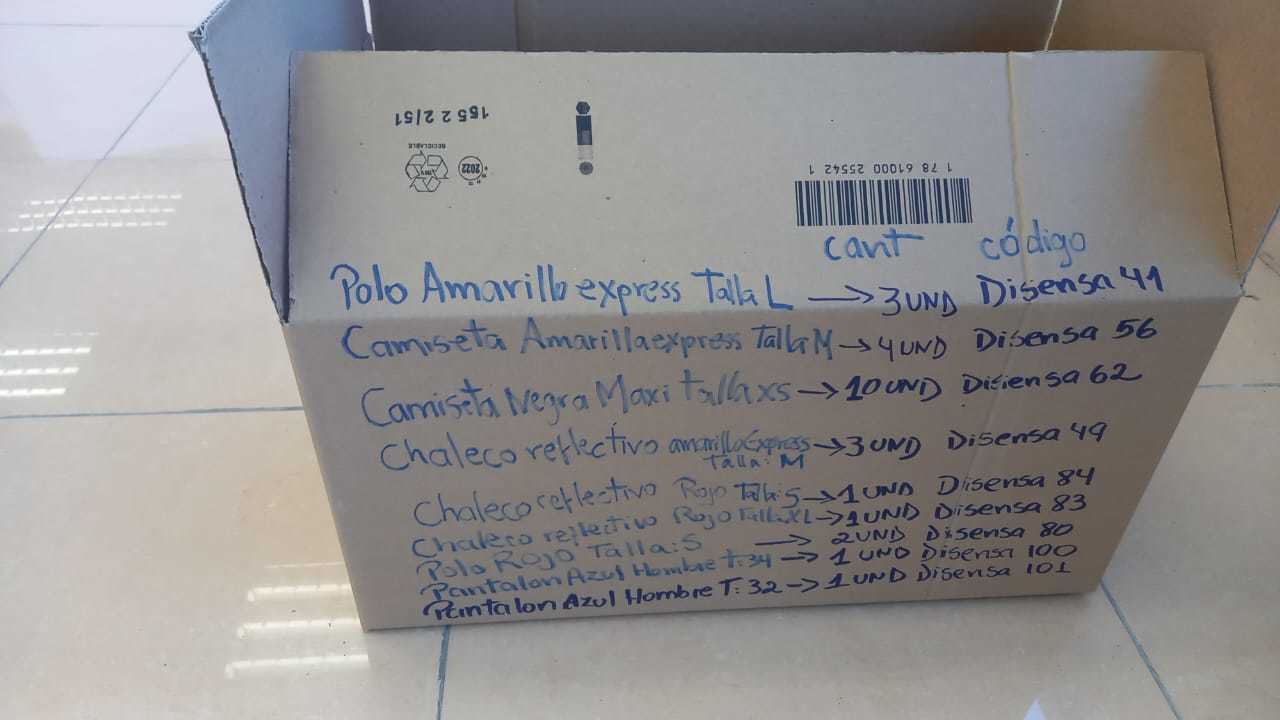 155 2 2/51
RECICLABLE
2022
1 78 61000 25542 1
cant código
Polo Amarillo express Talla L → 3 UND Disensa 41
Camiseta Amarilla express Talla M → 4 UND Disensa 56
Camiseta Negra Maxi talla xs → 10 UND Disensa 62
Chaleco reflectivo amarillo Express → 3 UND Disensa 49
Talla: M
Chaleco reflectivo Rojo Talla: S → 1 UND Disensa 84
Chaleco reflectivo Rojo Talla XL → 1 UND Disensa 83
Polo Rojo Talla: S → 2 UND Disensa 80
Pantalon Azul Hombre T: 34 → 1 UND Disensa 100
Pantalon Azul Hombre T: 32 → 1 UND Disensa 101